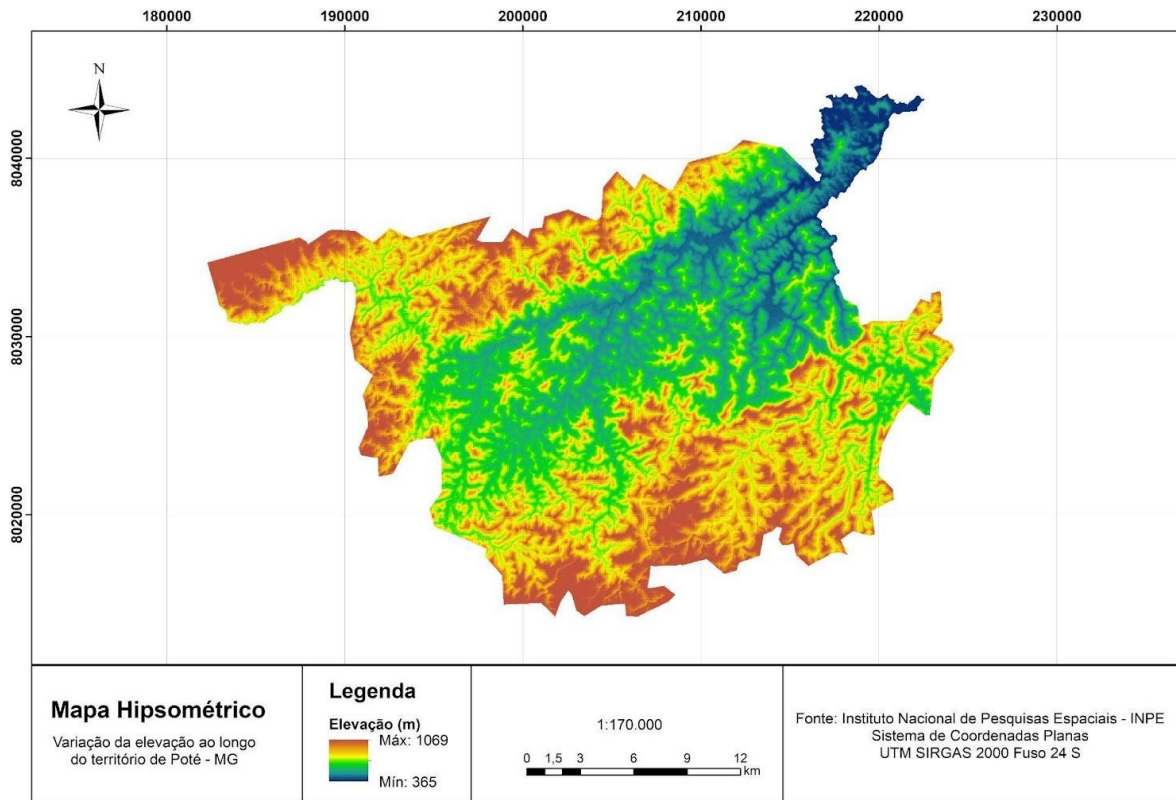 180000 190000 200000 210000 220000 230000
N
8040000
8030000
8020000
Mapa Hipsométrico
Variação da elevação ao longo
do território de Poté - MG
Legenda
Elevação (m)
Máx: 1069
Mín: 365
1:170.000
0 1,5 3 6 9 12
km
Fonte: Instituto Nacional de Pesquisas Espaciais - INPE
Sistema de Coordenadas Planas
UTM SIRGAS 2000 Fuso 24 S